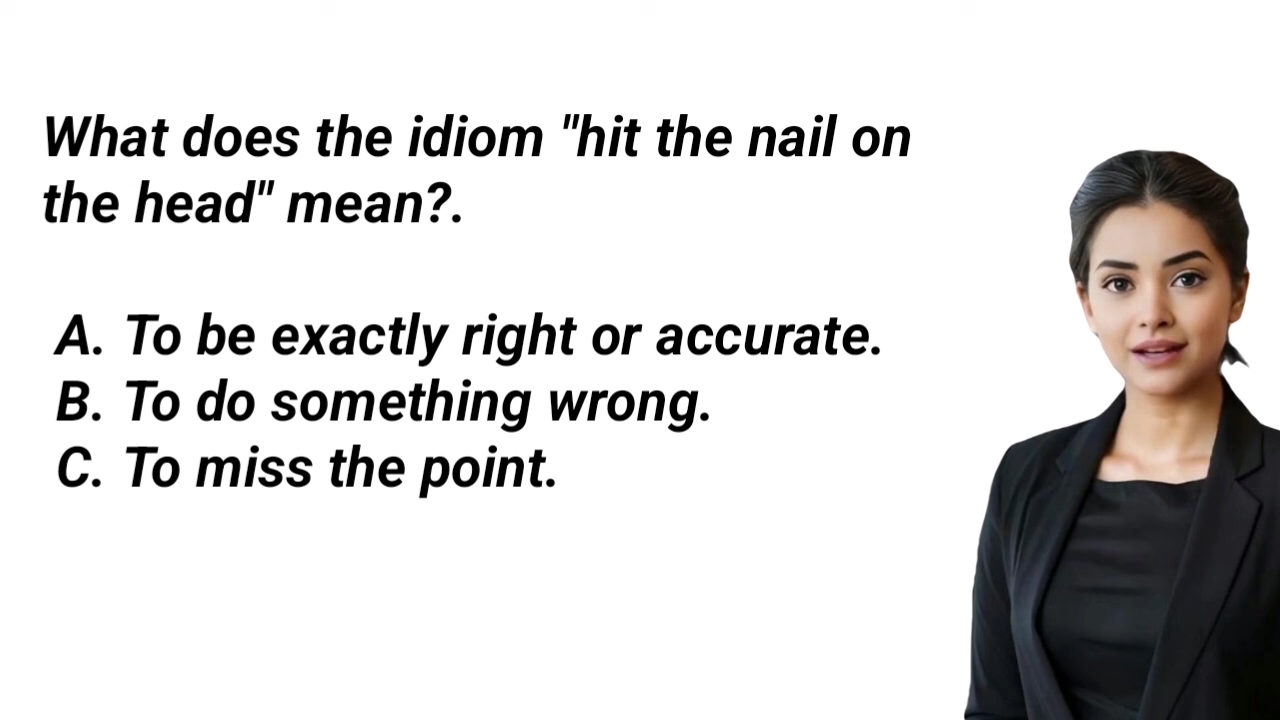 What does the idiom "hit the nail on
the head" mean?.
A. To be exactly right or accurate.
B. To do something wrong.
C. To miss the point.